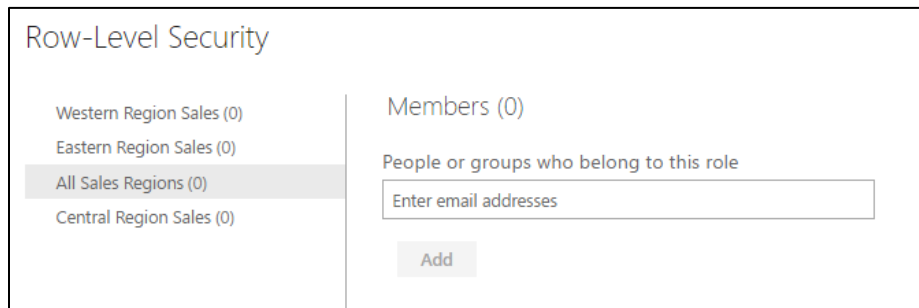 Row-Level Security
Western Region Sales (0)
Eastern Region Sales (0)
All Sales Regions (0)
Central Region Sales (0)
Members (0)
People or groups who belong to this role
Enter email addresses
Add